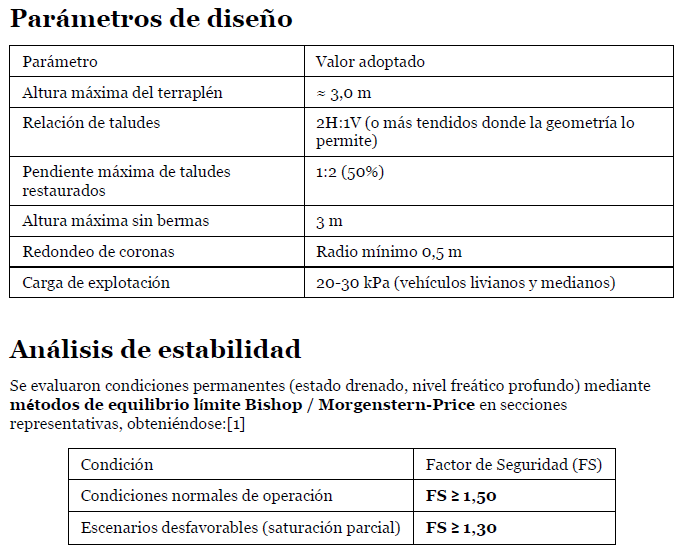 Parámetros de diseño
Parámetro
Valor adoptado
Altura máxima del terraplén
≈ 3,0 m
Relación de taludes
2H:1V (o más tendidos donde la geometría lo
permite)
Pendiente máxima de taludes
restaurados
1:2 (50%)
Altura máxima sin bermas
3 m
Redondeo de coronas
Radio mínimo 0,5 m
Carga de explotación
20-30 kPa (vehículos livianos y medianos)
Análisis de estabilidad
Se evaluaron condiciones permanentes (estado drenado, nivel freático profundo) mediante
métodos de equilibrio límite Bishop / Morgenstern-Price en secciones
representativas, obteniéndose:[1]
Condición
Factor de Seguridad (FS)
Condiciones normales de operación
FS ≥ 1,50
Escenarios desfavorables (saturación parcial)
FS ≥ 1,30